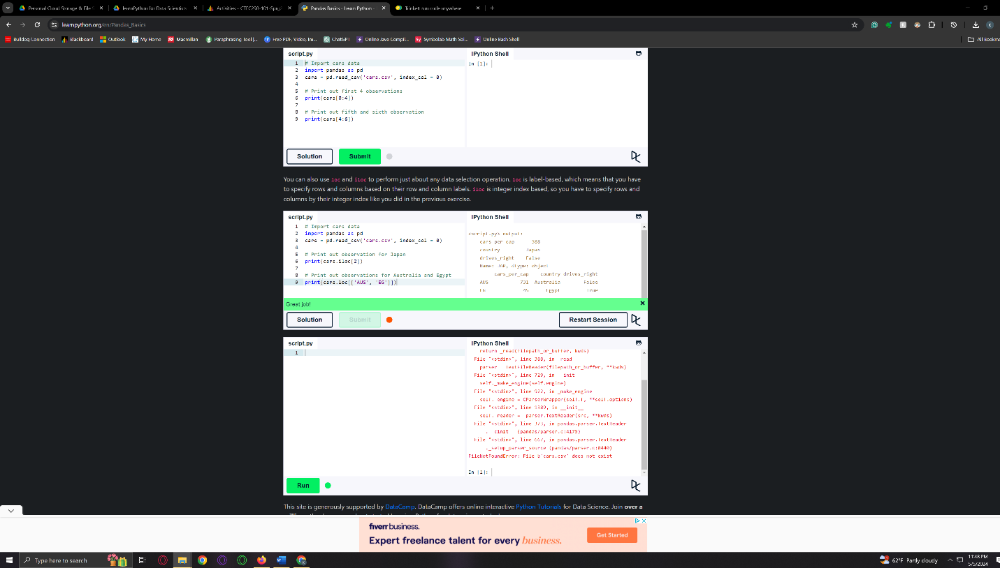 Personal Cloud Storage & File S
learnPython for Data Scientists
Activities – CTEC298-101-Sprg2
Pandas Basics - Learn Python -
Trinket: run code anywhere
learnpython.org/en/Pandas_Basics
Bulldog Connection
Blackboard
Outlook
My Home
Macmillan
Paraphrasing Tool |...
Free PDF, Video, Im...
ChatGPT
Online Java Compil...
Symbolab Math Sol...
Online Bash Shell
All Bookma
script.py
IPython Shell
1 # Import cars data
In [1]:
2 import pandas as pd
3 cars = pd.read_csv('cars.csv', index_col = 0)
4
5 # Print out first 4 observations
6 print(cars[0:4])
7
8 # Print out fifth and sixth observation
9 print(cars[4:6])
Solution
Submit
You can also use loc and iloc to perform just about any data selection operation. loc is label-based, which means that you have
to specify rows and columns based on their row and column labels. iloc is integer index based, so you have to specify rows and
columns by their integer index like you did in the previous exercise.
script.py
IPython Shell
1 # Import cars data
2 import pandas as pd
3 cars = pd.read_csv('cars.csv', index_col = 0)
4
5 # Print out observation for Japan
6 print(cars.iloc[2])
7
8 # Print out observations for Australia and Egypt
9 print(cars.loc[['AUS', 'EG']])
<script.py> output:
cars_per_cap 588
country Japan
drives_right False
Name: JAP, dtype: object
cars_per_cap country drives_right
AUS 731 Australia False
EG 45 Egypt True
Great job!
Solution
Submit
Restart Session
script.py
IPython Shell
1
return _read(filepath_or_buffer, kwds)
File "<stdin>", line 388, in _read
parser = TextFileReader(filepath_or_buffer, **kwds)
File "<stdin>", line 729, in __init__
self._make_engine(self.engine)
File "<stdin>", line 922, in _make_engine
self._engine = CParserWrapper(self.f, **self.options)
File "<stdin>", line 1389, in __init__
self._reader = _parser.TextReader(src, **kwds)
File "<stdin>", line 373, in pandas.parser.TextReader
.__cinit__ (pandas/parser.c:4175)
File "<stdin>", line 667, in pandas.parser.TextReader
._setup_parser_source (pandas/parser.c:8440)
FileNotFoundError: File b'cars.csv' does not exist
In [1]:
Run
This site is generously supported by DataCamp. DataCamp offers online interactive Python Tutorials for Data Science. Join over a
fiverr business.
Expert freelance talent for every business.
Get Started
Type here to search
62°F Partly cloudy
11:48 PM
5/5/2024